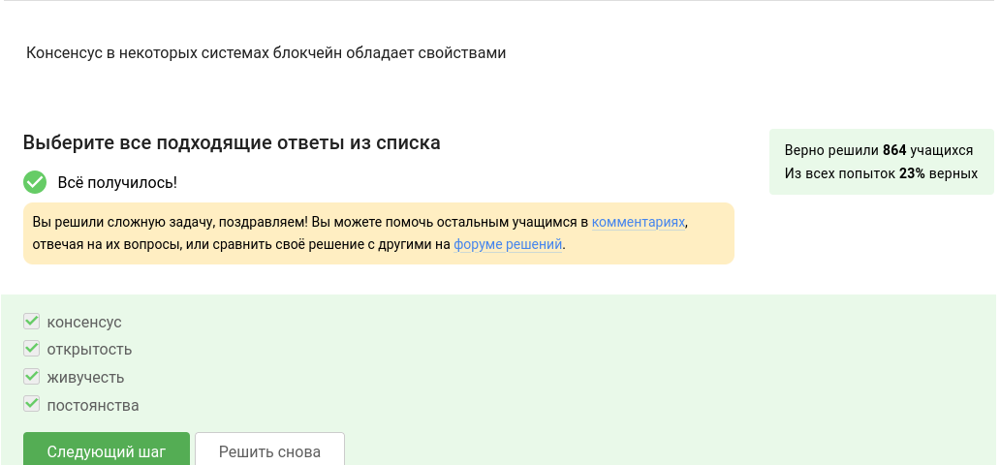 Консенсус в некоторых системах блокчейн обладает свойствами
Выберите все подходящие ответы из списка
Верно решили 864 учащихся
Из всех попыток 23% верных
Всё получилось!
Вы решили сложную задачу, поздравляем! Вы можете помочь остальным учащимся в комментариях,
отвечая на их вопросы, или сравнить своё решение с другими на форуме решений.
консенсус
открытость
живучесть
постоянства
Следующий шаг
Решить снова